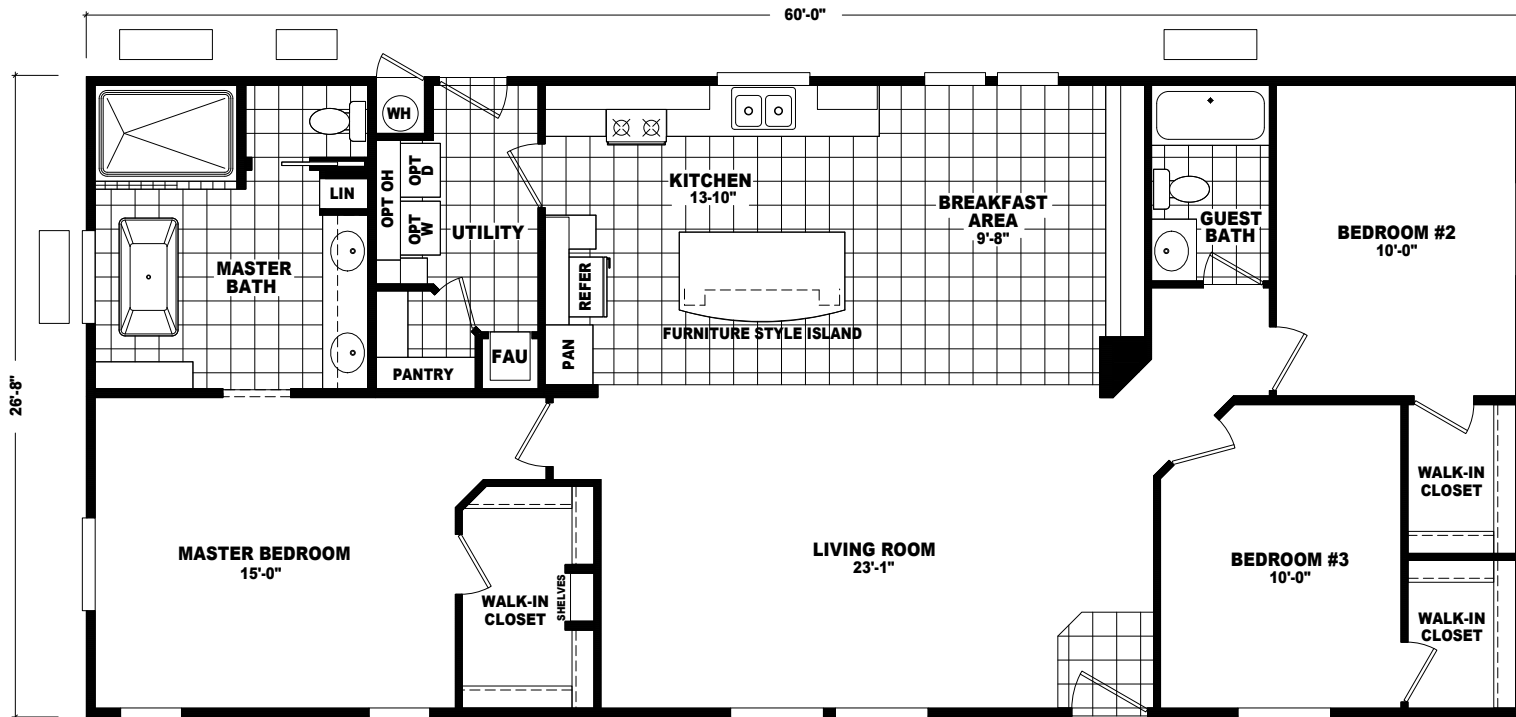 60'-0"
26'-8"
WH
OPT OH
OPT
D
OPT
W
LIN
UTILITY
MASTER
BATH
KITCHEN
13-10"
BREAKFAST
AREA
9'-8"
GUEST
BATH
BEDROOM #2
10'-0"
REFER
FURNITURE STYLE ISLAND
FAU
PAN
PANTRY
WALK-IN
CLOSET
MASTER BEDROOM
15'-0"
LIVING ROOM
23'-1"
BEDROOM #3
10'-0"
SHELVES
WALK-IN
CLOSET
WALK-IN
CLOSET